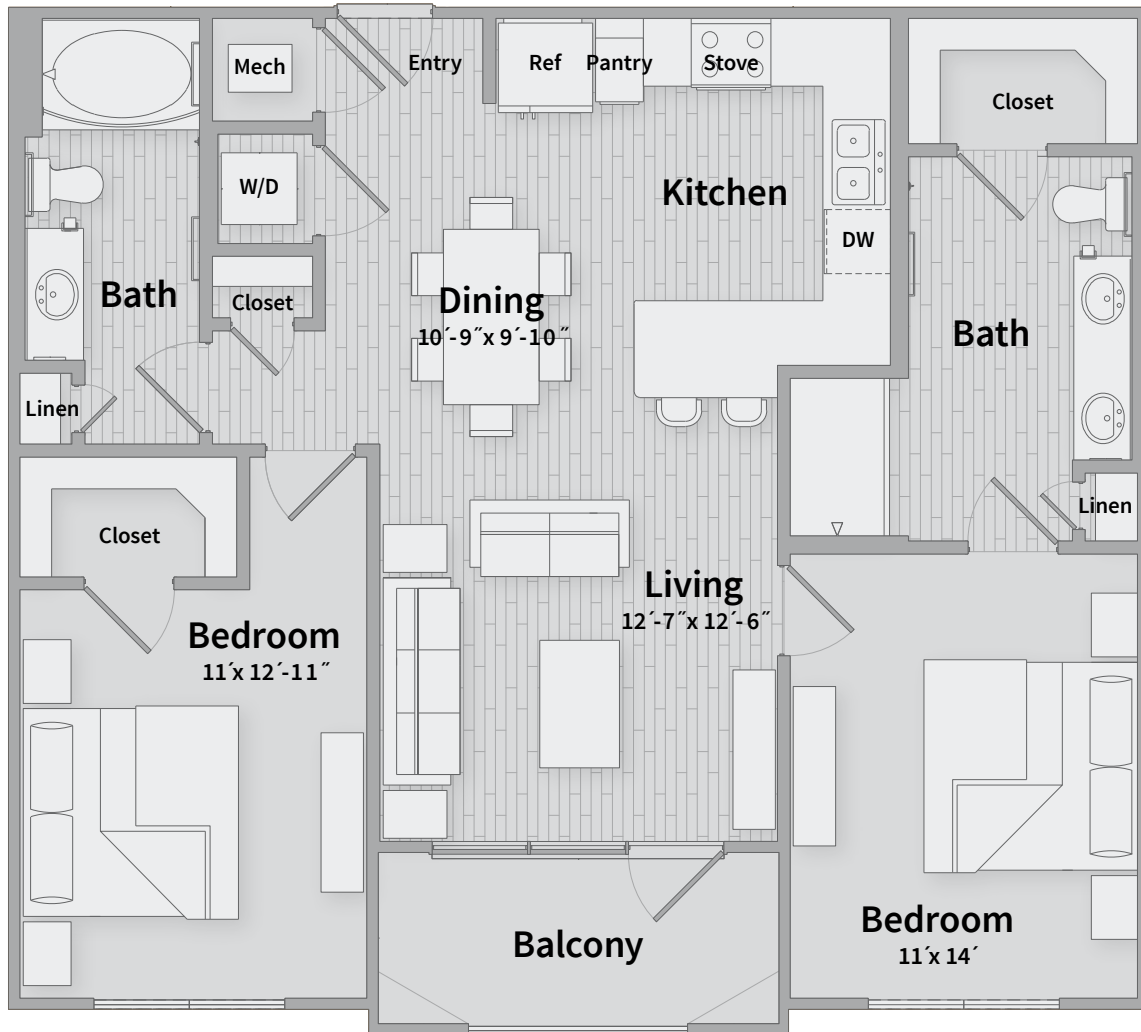 Mech
Entry
Ref
Pantry
Stove
Closet
W/D
Kitchen
DW
Bath
Closet
Dining
10´-9˝x 9´-10˝
Bath
Linen
Closet
Linen
Living
12´-7˝x 12´-6˝
Bedroom
11´x 12´-11˝
Bedroom
11´x 14´
Balcony